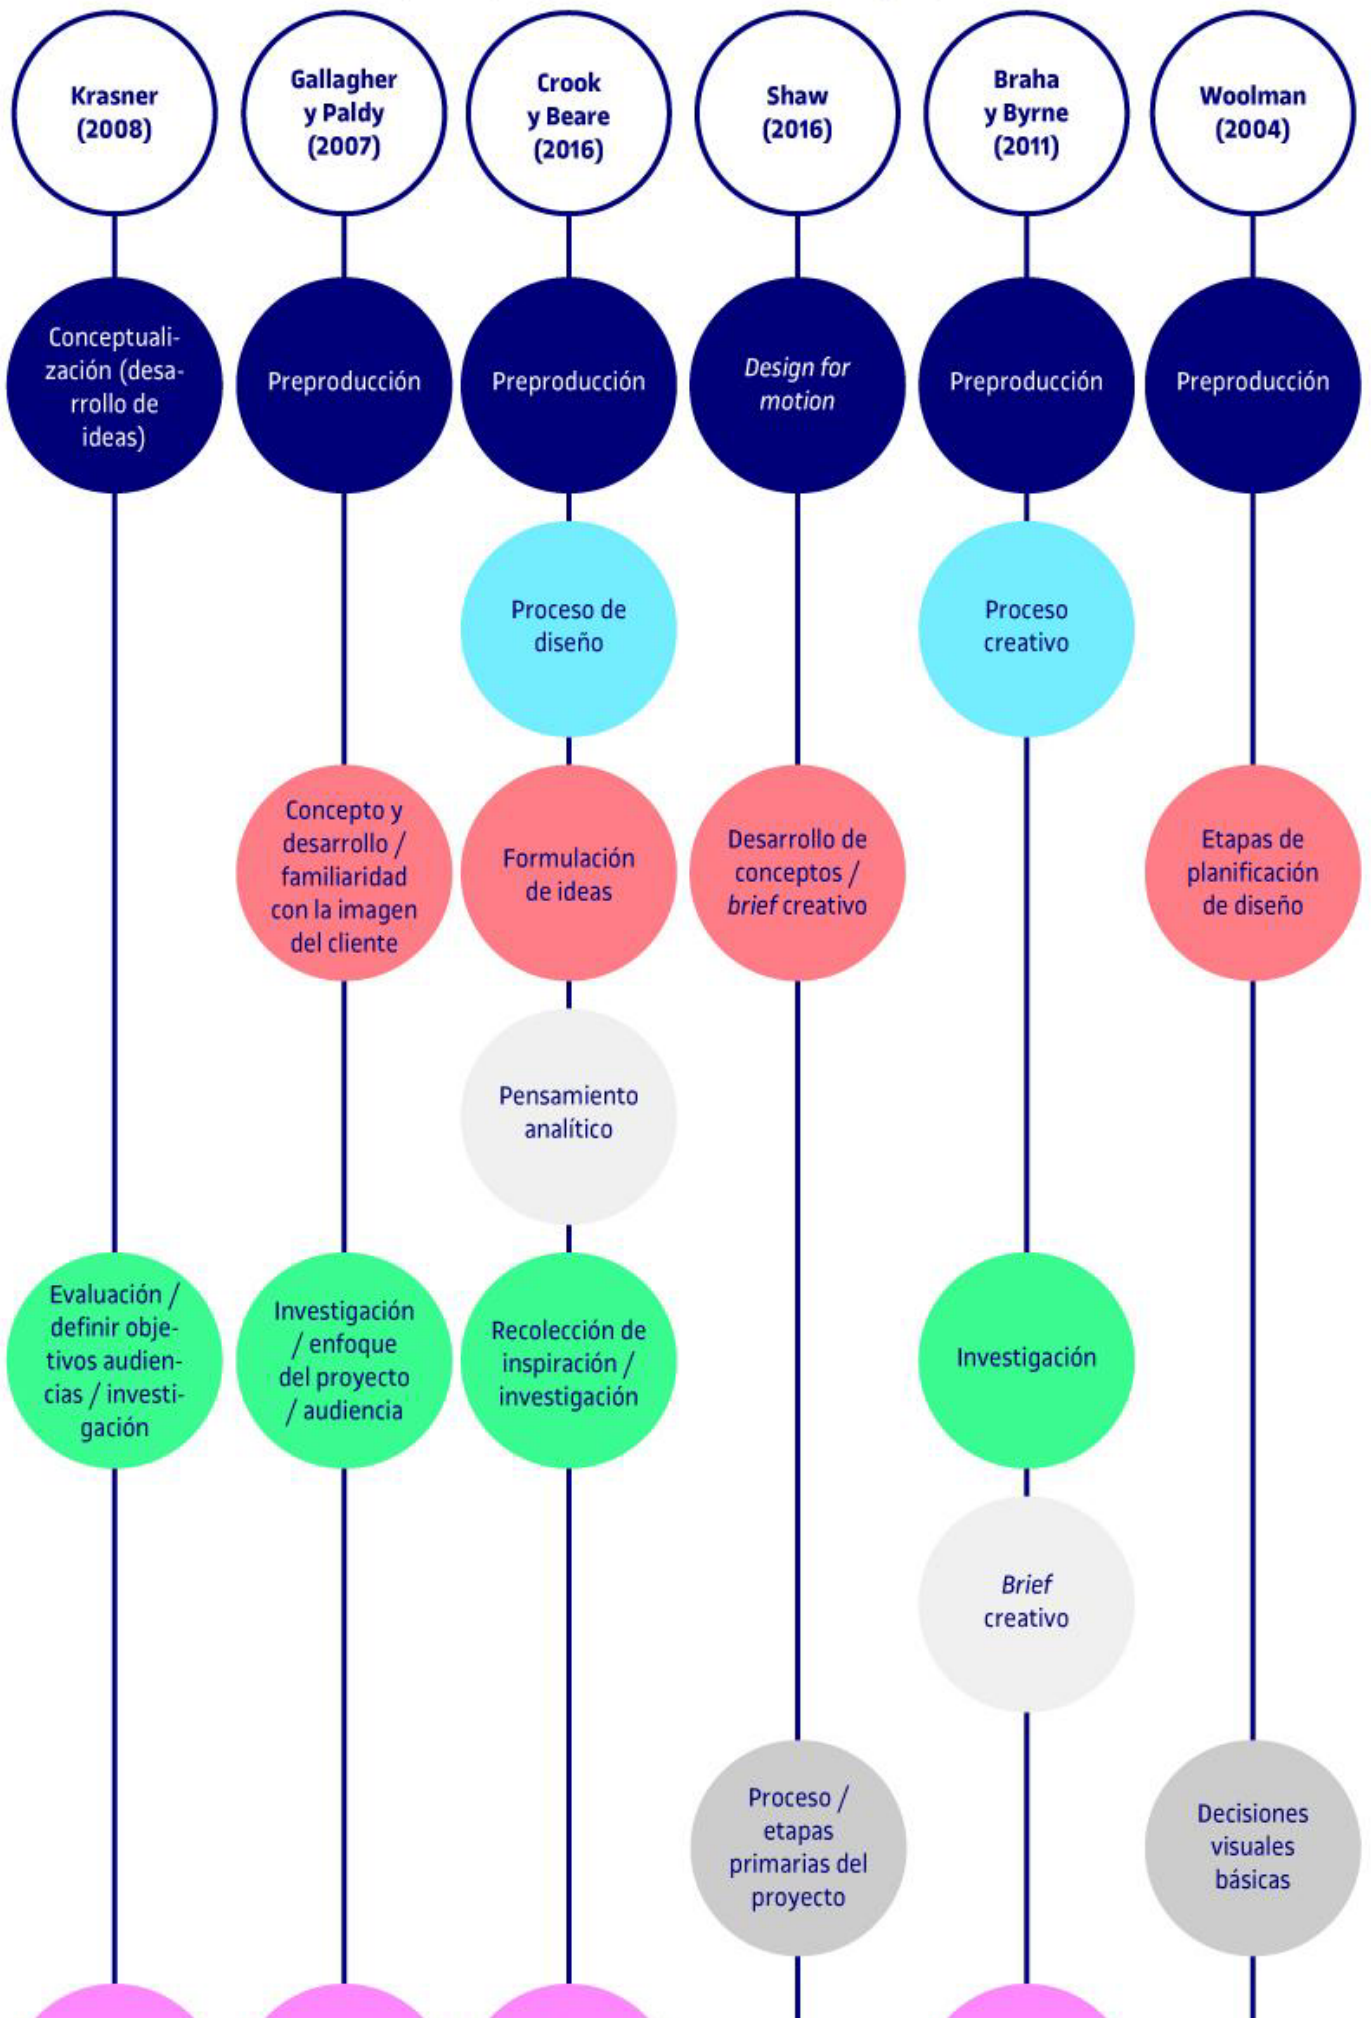 Krasner
(2008)
Gallagher
y Paldy
(2007)
Crook
y Beare
(2016)
Shaw
(2016)
Braha
y Byrne
(2011)
Woolman
(2004)
Conceptuali-
zación (desa-
rrollo de
ideas)
Preproducción
Preproducción
Design for
motion
Preproducción
Preproducción
Proceso de
diseño
Proceso
creativo
Concepto y
desarrollo /
familiaridad
con la imagen
del cliente
Formulación
de ideas
Desarrollo de
conceptos /
brief creativo
Etapas de
planificación
de diseño
Pensamiento
analítico
Evaluación /
definir obje-
tivos audien-
cias / investi-
gación
Investigación
/ enfoque
del proyecto
/ audiencia
Recolección de
inspiración /
investigación
Investigación
Brief
creativo
Proceso /
etapas
primarias del
proyecto
Decisiones
visuales
básicas